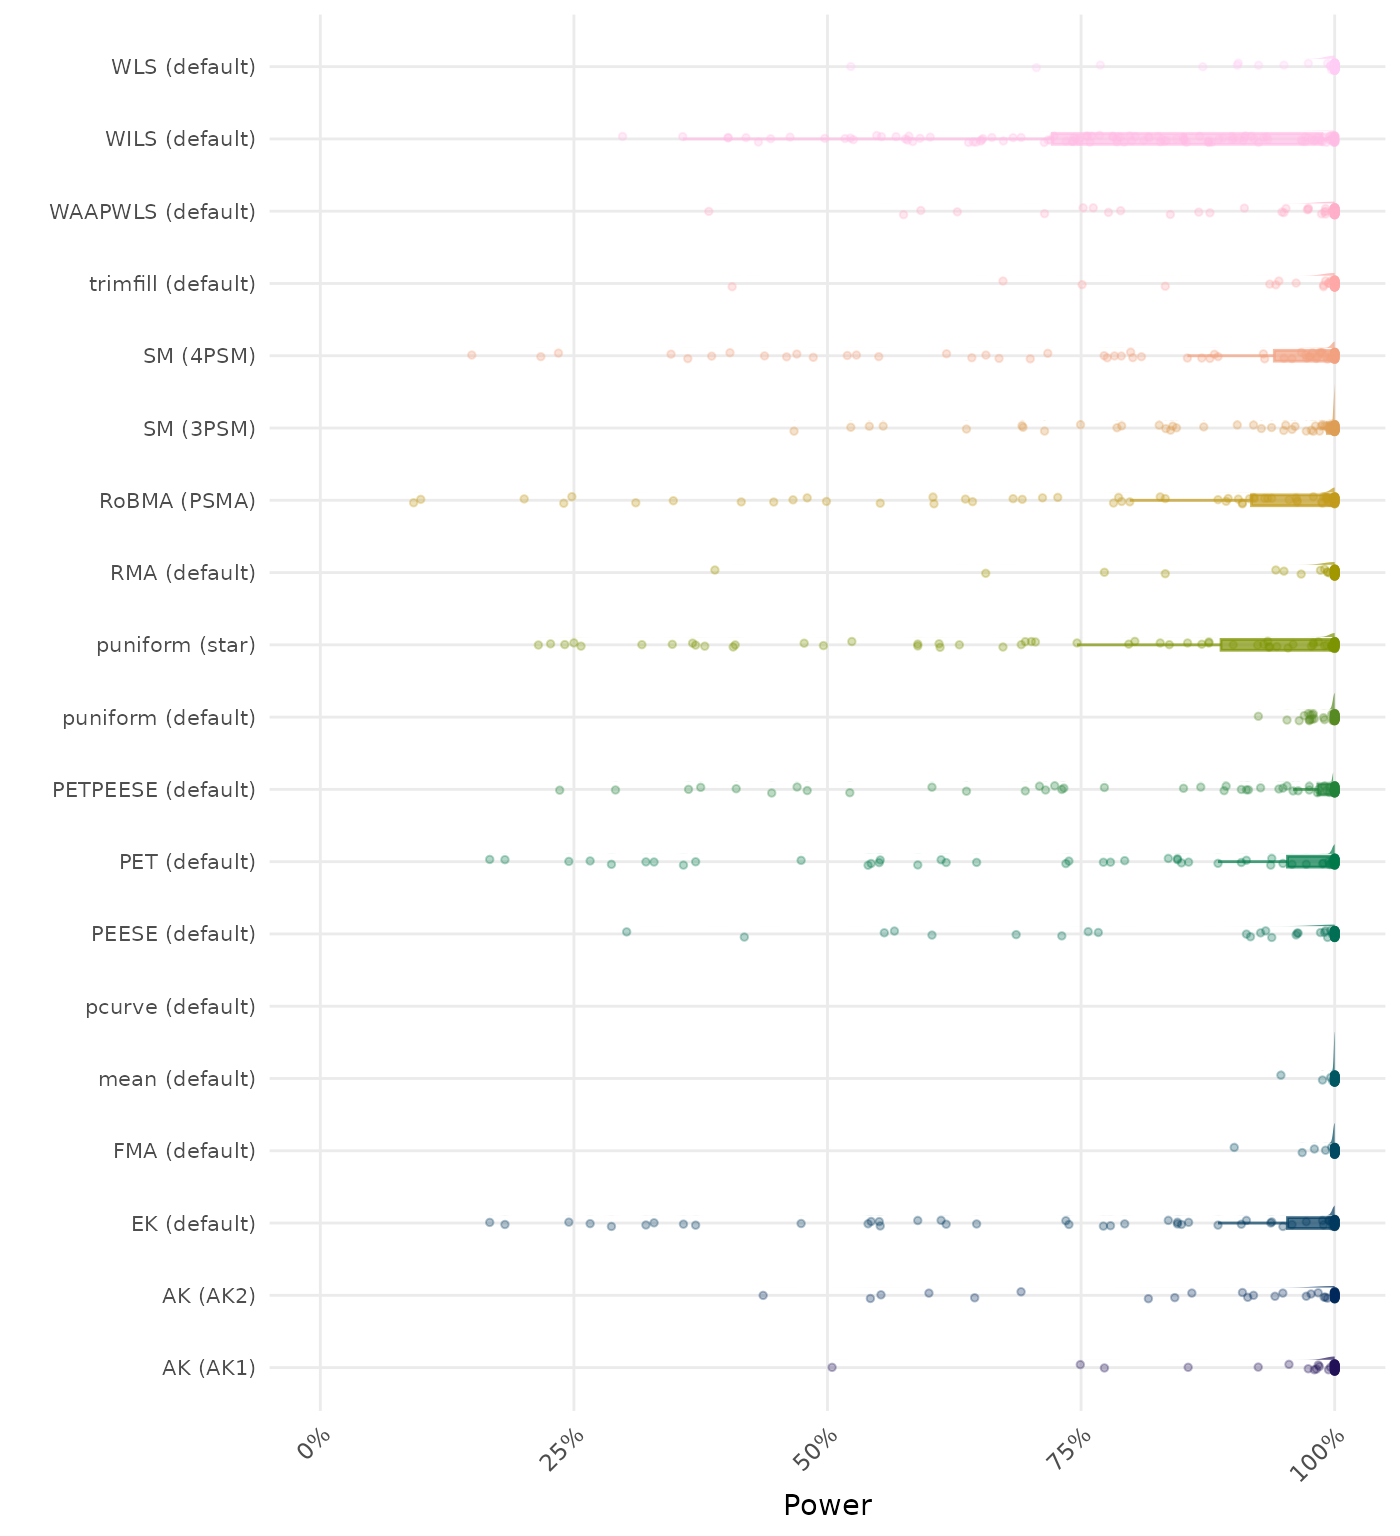 WLS (default)
WILS (default)
WAAPWLS (default)
trimfill (default)
SM (4PSM)
SM (3PSM)
RoBMA (PSMA)
RMA (default)
puniform (star)
puniform (default)
PETPEESE (default)
PET (default)
PEESE (default)
pcurve (default)
mean (default)
FMA (default)
EK (default)
AK (AK2)
AK (AK1)
0% 25% 50% 75% 100%
Power